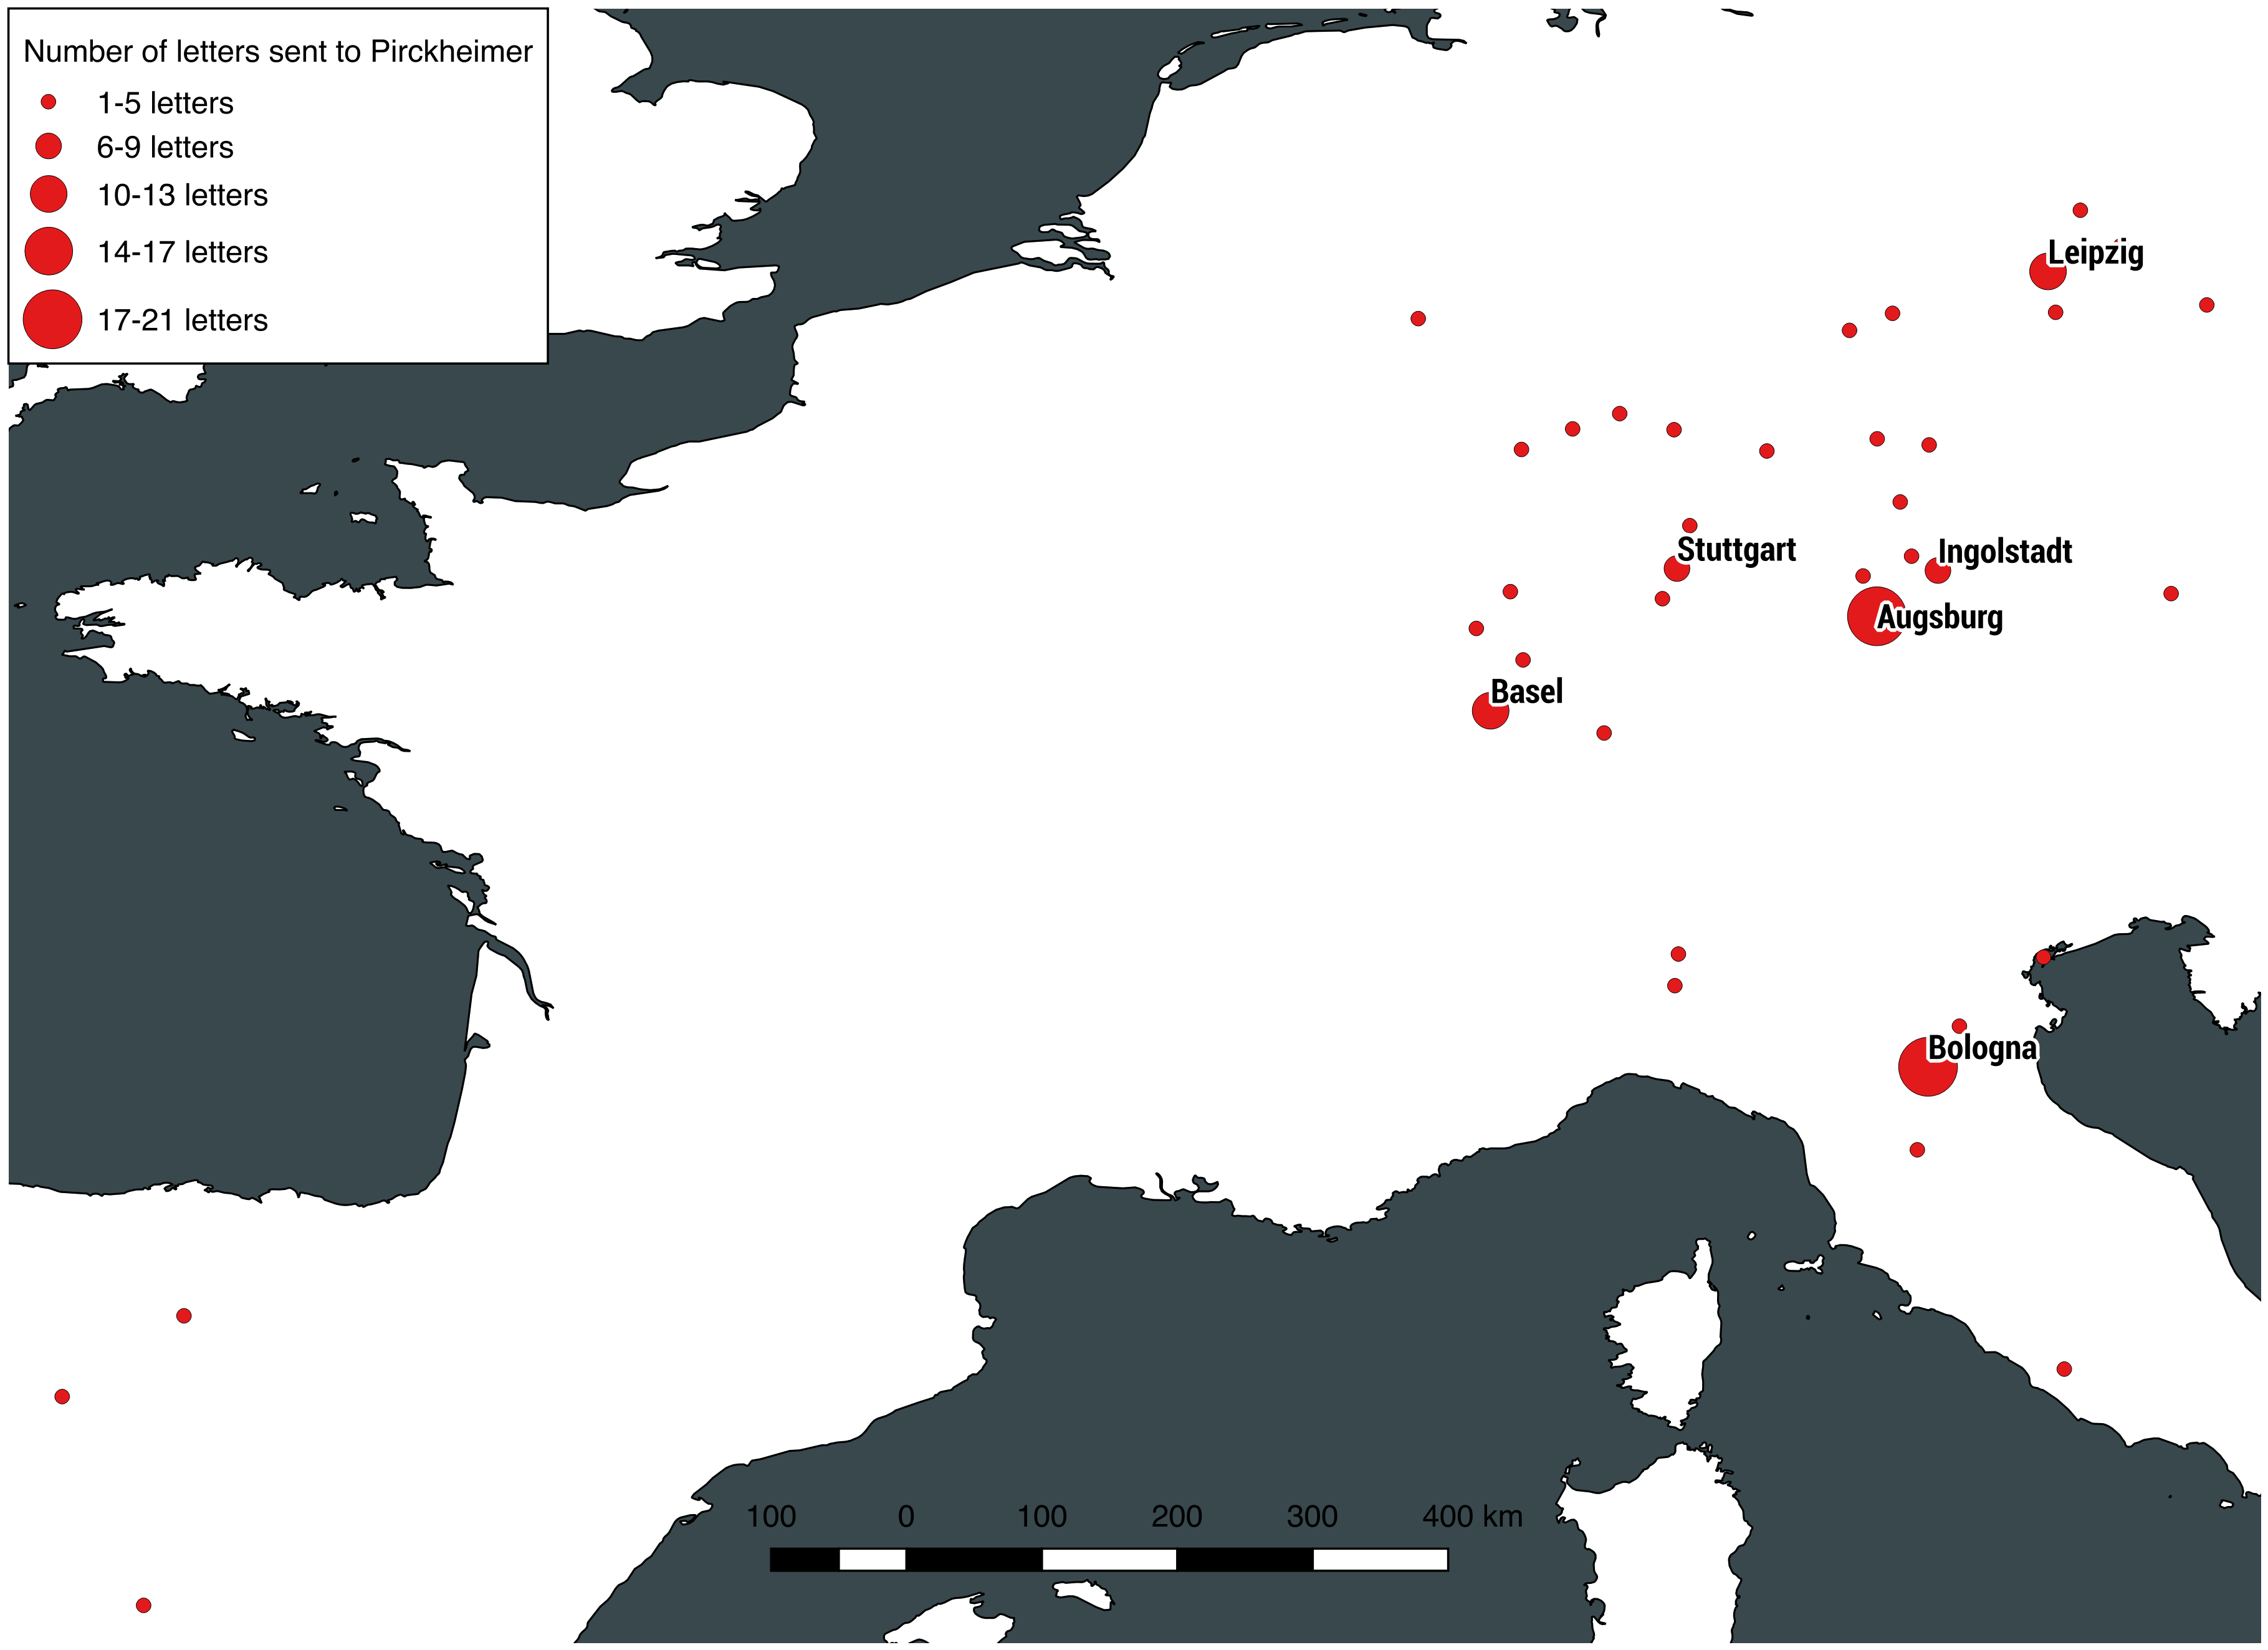 Number of letters sent to Pirckheimer
1-5 letters
6-9 letters
10-13 letters
14-17 letters
17-21 letters
Leipzig
Stuttgart
Ingolstadt
Augsburg
Basel
Bologna
100 0 100 200 300 400 km